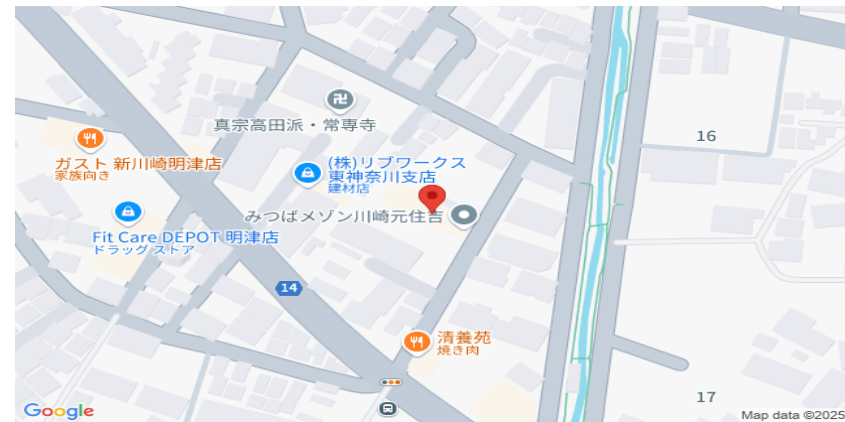 16
真宗高田派・常専寺
ガスト 新川崎明津店
家族向き
(株)リブワークス
東神奈川支店
建材店
みつばメゾン川崎元住吉
Fit Care DEPOT 明津店
ドラッグ ストア
14
清養苑
焼き肉
17
Google
Map data ©2025